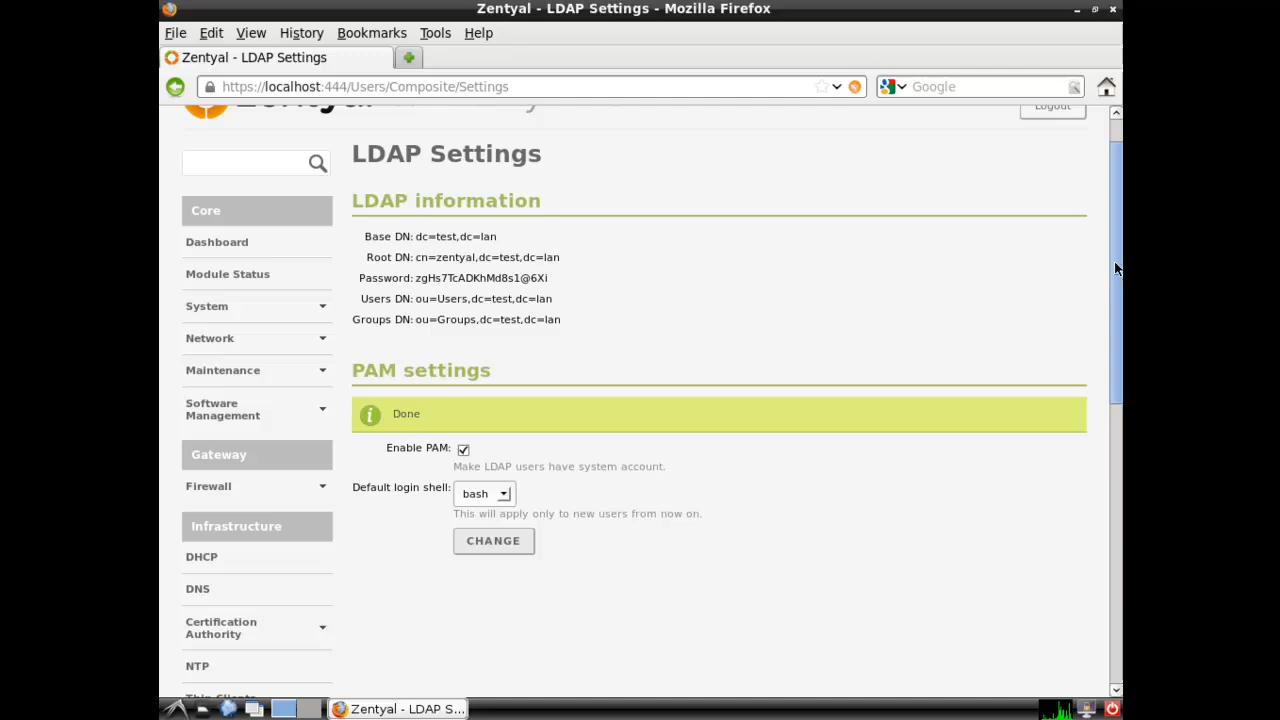 Zentyal - LDAP Settings - Mozilla Firefox
File Edit View History Bookmarks Tools Help
Zentyal - LDAP Settings
https://localhost:444/Users/Composite/Settings
Google
Logout
LDAP Settings
LDAP information
Base DN: dc=test,dc=lan
Root DN: cn=zentyal,dc=test,dc=lan
Password: zgHs7TcADKhMd8s1@6Xi
Users DN: ou=Users,dc=test,dc=lan
Groups DN: ou=Groups,dc=test,dc=lan
PAM settings
Done
Enable PAM:
Make LDAP users have system account.
Default login shell: bash
This will apply only to new users from now on.
CHANGE
Core
Dashboard
Module Status
System
Network
Maintenance
Software
Management
Gateway
Firewall
Infrastructure
DHCP
DNS
Certification
Authority
NTP
Thin Clients
Zentyal - LDAP S...